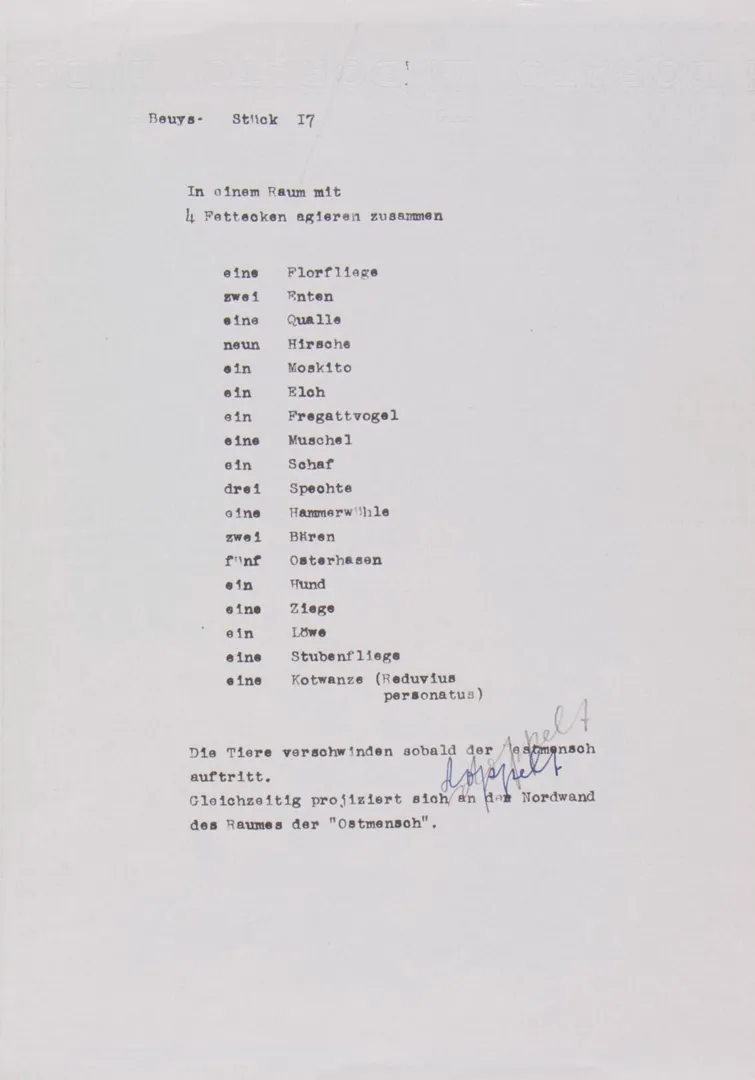 Beuys- Stück 17
In einem Raum mit
4 Fettecken agieren zusammen
eine Florfliege
zwei Enten
eine Qualle
neun Hirsche
ein Moskito
ein Elch
ein Fregattvogel
eine Muschel
ein Schaf
drei Spechte
eine Hammerwühle
zwei Bären
fünf Osterhasen
ein Hund
eine Ziege
ein Löwe
eine Stubenfliege
eine Kotwanze (Reduvius
personatus)
doppelt
Die Tiere verschwinden sobald der Westmensch
auftritt.
doppelt
Gleichzeitig projiziert sich an der Nordwand
des Raumes der "Ostmensch".